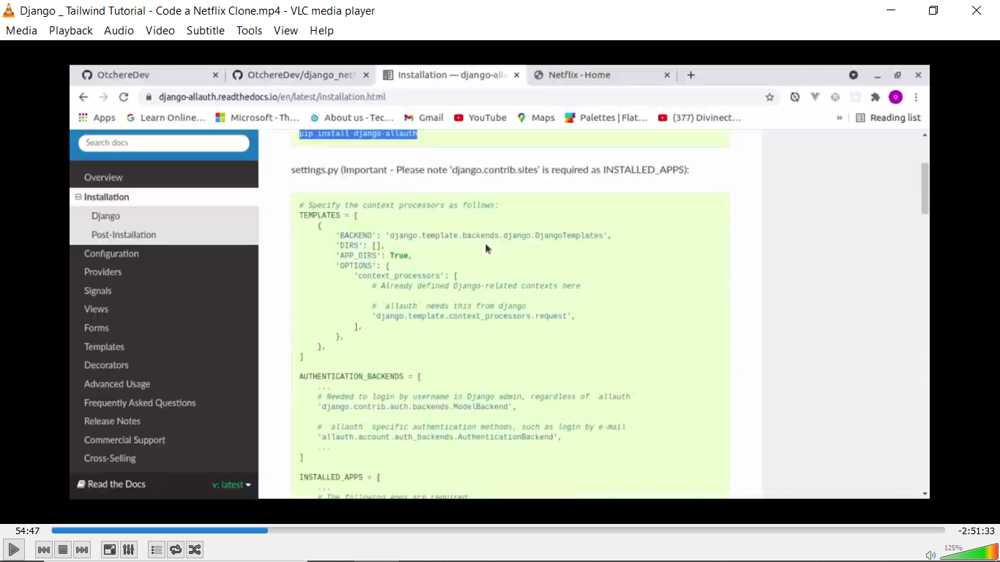 Django _ Tailwind Tutorial - Code a Netflix Clone.mp4 - VLC media player
Media Playback Audio Video Subtitle Tools View Help
OtchereDev
OtchereDev/django_netf
Installation — django-alla
Netflix - Home
django-allauth.readthedocs.io/en/latest/installation.html
Apps Learn Online... Microsoft - Th... About us - Tec... Gmail YouTube Maps Palettes | Flat... (377) Divinect... » Reading list
Search docs
Overview
Installation
Django
Post-Installation
Configuration
Providers
Signals
Views
Forms
Templates
Decorators
Advanced Usage
Frequently Asked Questions
Release Notes
Commercial Support
Cross-Selling
Read the Docs v: latest
pip install django-allauth
settings.py (Important - Please note 'django.contrib.sites' is required as INSTALLED_APPS):
# Specify the context processors as follows:
TEMPLATES = [
{
'BACKEND': 'django.template.backends.django.DjangoTemplates',
'DIRS': [],
'APP_DIRS': True,
'OPTIONS': {
'context_processors': [
# Already defined Django-related contexts here
# `allauth` needs this from django
'django.template.context_processors.request',
],
},
},
]
AUTHENTICATION_BACKENDS = [
...
# Needed to login by username in Django admin, regardless of `allauth`
'django.contrib.auth.backends.ModelBackend',
# `allauth` specific authentication methods, such as login by e-mail
'allauth.account.auth_backends.AuthenticationBackend',
...
]
INSTALLED_APPS = [
...
# The following apps are required:
54:47
-2:51:33
125%